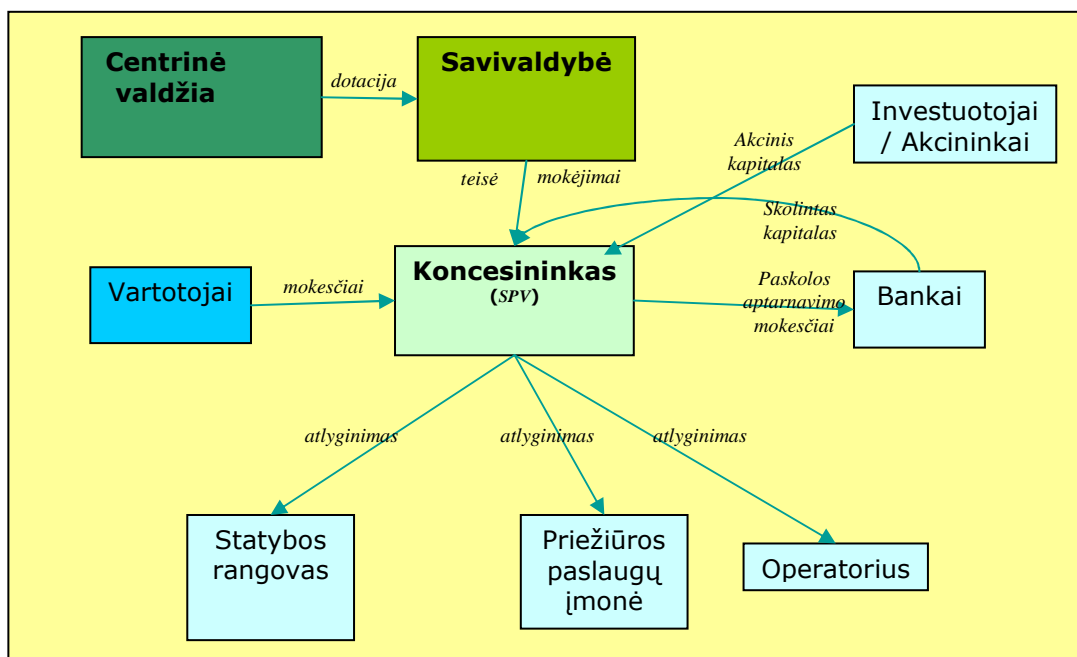 Centrinė
valdžia
dotacija
Savivaldybė
Investuotojai
/ Akcininkai
Akcinis
kapitalas
teisė
mokėjimai
Skolintas
kapitalas
Vartotojai
mokesčiai
Koncesininkas
(SPV)
Paskolos
aptarnavimo
mokesčiai
Bankai
atlyginimas
atlyginimas
atlyginimas
Statybos
rangovas
Priežiūros
paslaugų
įmonė
Operatorius